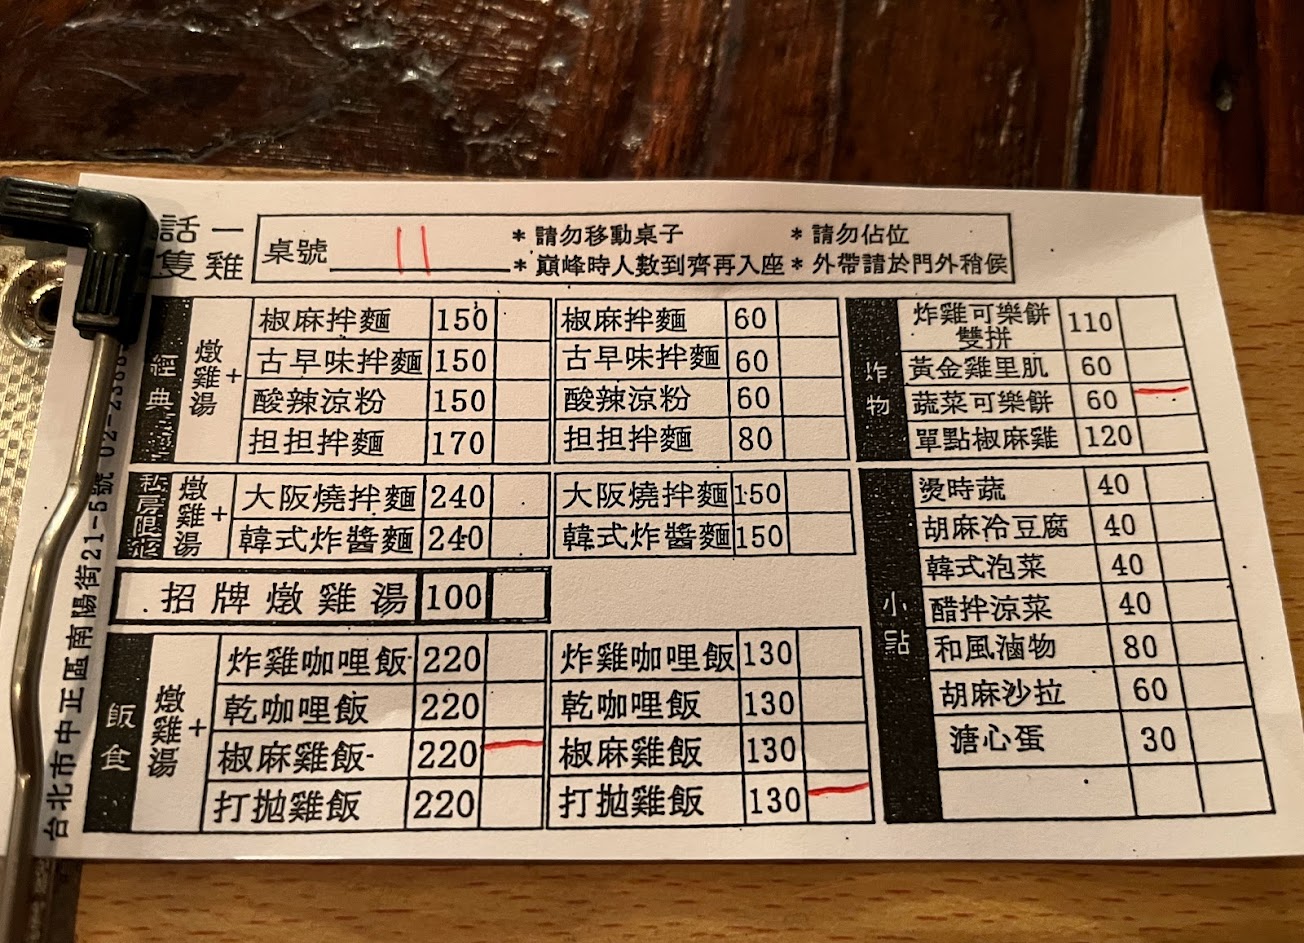 一雞
話隻
桌號 11 *請勿移動桌子 *請勿佔位
*巔峰時人數到齊再入座 *外帶請於門外稍侯
經典
燉雞湯+
椒麻拌麵 150
古早味拌麵 150
酸辣涼粉 150
担担拌麵 170
椒麻拌麵 60
古早味拌麵 60
酸辣涼粉 60
担担拌麵 80
私房限定
燉雞湯+
大阪燒拌麵 240
韓式炸醬麵 240
大阪燒拌麵 150
韓式炸醬麵 150
招牌燉雞湯 100
飯食
燉雞湯+
炸雞咖哩飯 220
乾咖哩飯 220
椒麻雞飯 220
打拋雞飯 220
炸雞咖哩飯 130
乾咖哩飯 130
椒麻雞飯 130
打拋雞飯 130
炸物
炸雞可樂餅
雙拼 110
黃金雞里肌 60
蔬菜可樂餅 60
單點椒麻雞 120
小點
燙時蔬 40
胡麻冷豆腐 40
韓式泡菜 40
醋拌涼菜 40
和風滷物 80
胡麻沙拉 60
溏心蛋 30
台北市中正區南陽街21-5號 02-